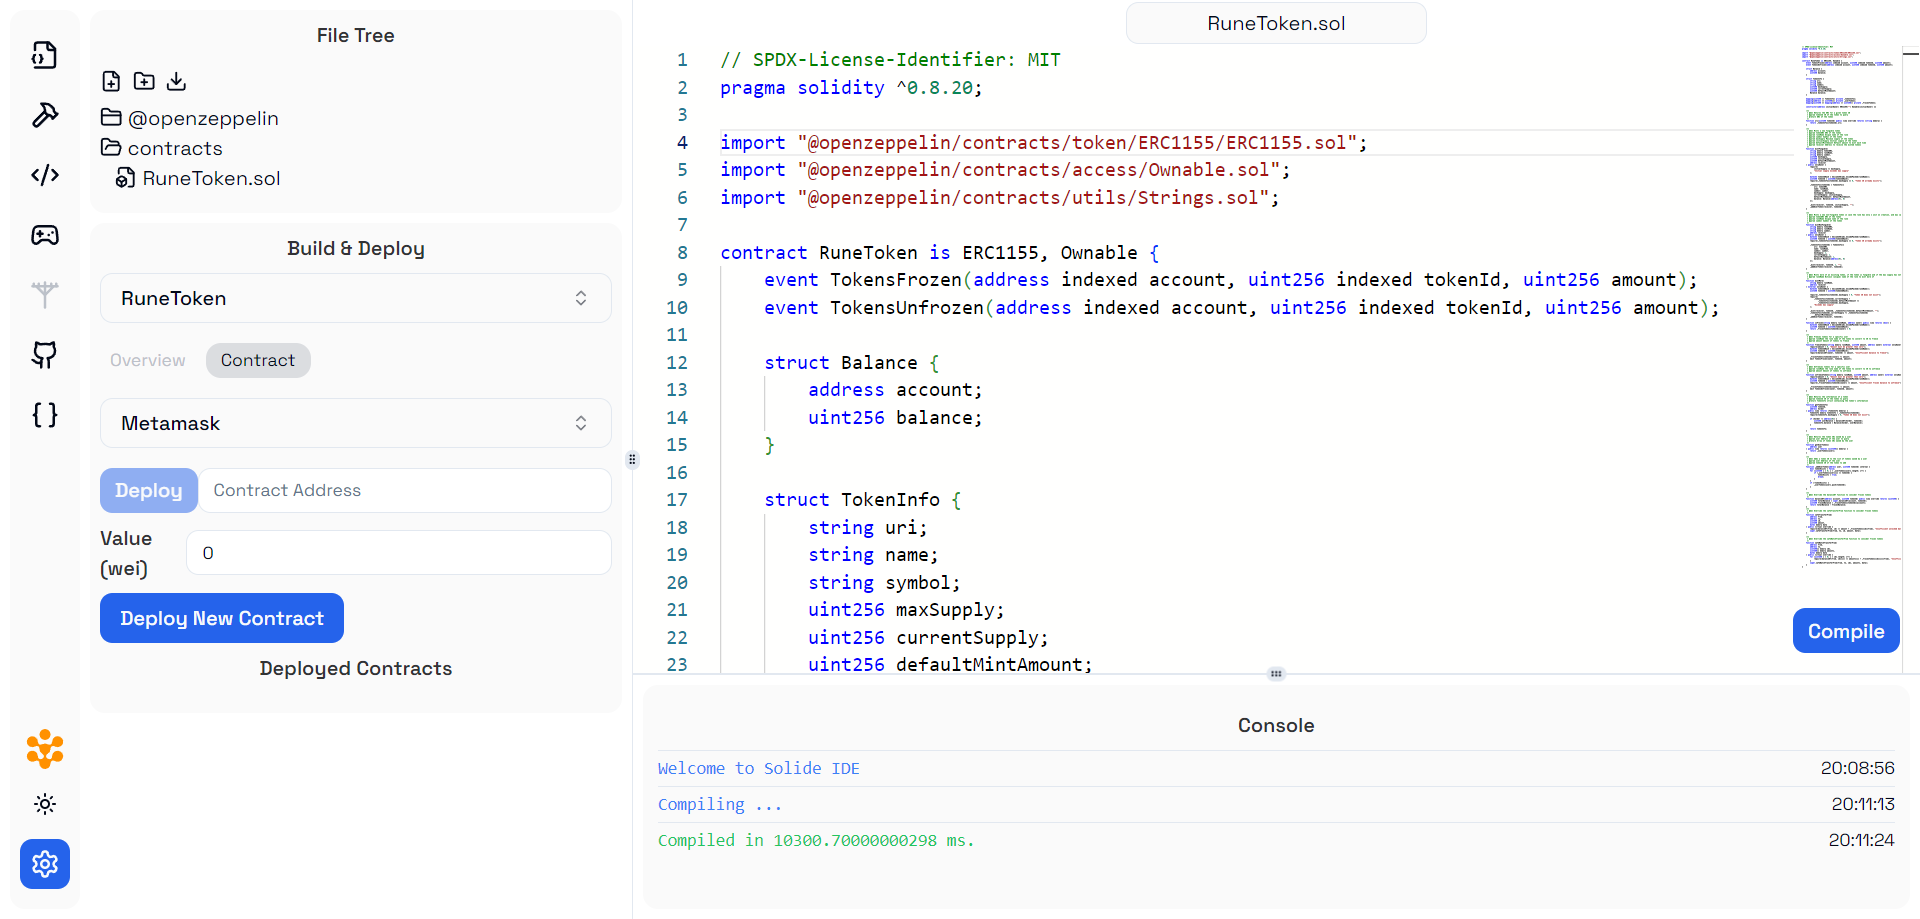 File Tree
@openzeppelin
contracts
RuneToken.sol
Build & Deploy
RuneToken
Overview
Contract
Metamask
Deploy
Contract Address
Value
(wei)
0
Deploy New Contract
Deployed Contracts
RuneToken.sol
1 // SPDX-License-Identifier: MIT
2 pragma solidity ^0.8.20;
3
4 import "@openzeppelin/contracts/token/ERC1155/ERC1155.sol";
5 import "@openzeppelin/contracts/access/Ownable.sol";
6 import "@openzeppelin/contracts/utils/Strings.sol";
7
8 contract RuneToken is ERC1155, Ownable {
9 event TokensFrozen(address indexed account, uint256 indexed tokenId, uint256 amount);
10 event TokensUnfrozen(address indexed account, uint256 indexed tokenId, uint256 amount);
11
12 struct Balance {
13 address account;
14 uint256 balance;
15 }
16
17 struct TokenInfo {
18 string uri;
19 string name;
20 string symbol;
21 uint256 maxSupply;
22 uint256 currentSupply;
23 uint256 defaultMintAmount;
Compile
Console
Welcome to Solide IDE 20:08:56
Compiling ... 20:11:13
Compiled in 10300.70000000298 ms. 20:11:24